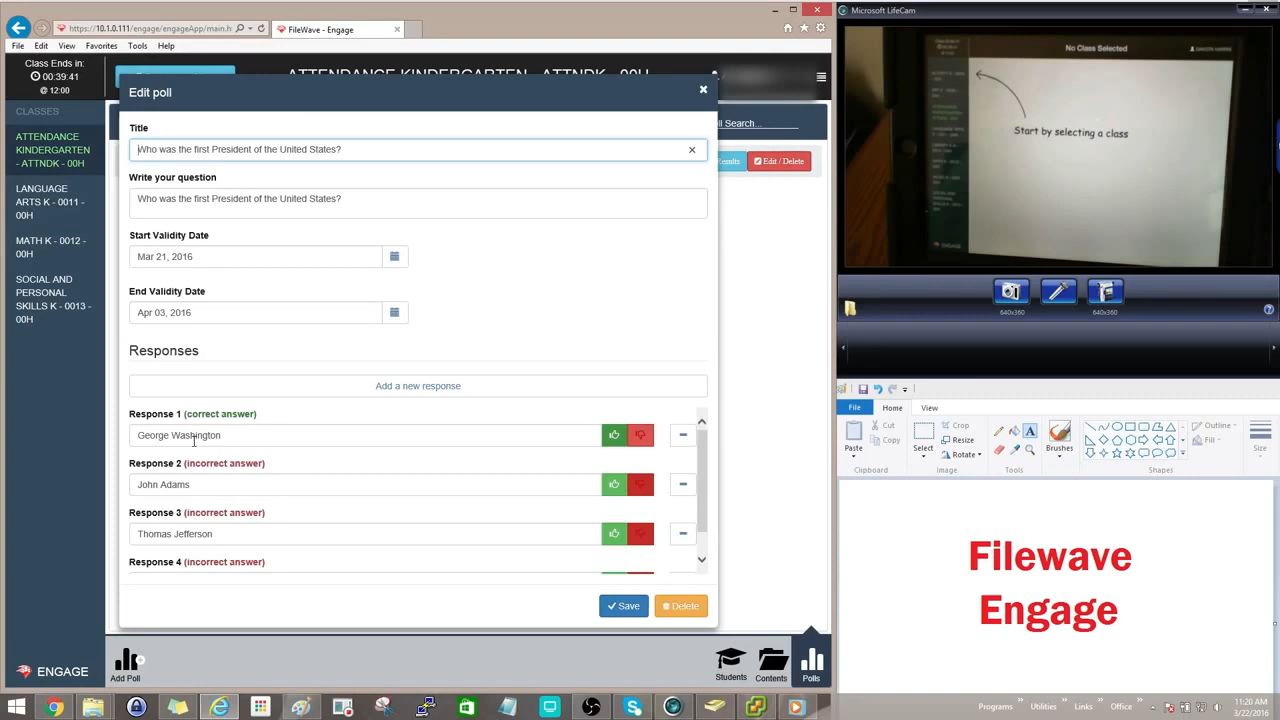 https://10.1.0.111/engage/engageApp/main.h
FileWave - Engage
File Edit View Favorites Tools Help
Class Ends in:
00:39:41
@ 12:00
ATTENDANCE KINDERGARTEN - ATTNDK - 00H
CLASSES
ATTENDANCE
KINDERGARTEN
- ATTNDK - 00H
LANGUAGE
ARTS K - 0011 -
00H
MATH K - 0012 -
00H
SOCIAL AND
PERSONAL
SKILLS K - 0013 -
00H
ENGAGE
Edit poll
Title
Who was the first President of the United States?
Write your question
Who was the first President of the United States?
Start Validity Date
Mar 21, 2016
End Validity Date
Apr 03, 2016
Responses
Add a new response
Response 1 (correct answer)
George Washington
Response 2 (incorrect answer)
John Adams
Response 3 (incorrect answer)
Thomas Jefferson
Response 4 (incorrect answer)
Save Delete
ll Search...
Results Edit / Delete
Add Poll
Students Contents Polls
Microsoft LifeCam
No Class Selected
Start by selecting a class
ENGAGE
640x360 640x360
File Home View
Paste
Cut
Copy
Clipboard
Select
Crop
Resize
Rotate
Image
Tools
Brushes
Outline
Fill
Shapes
Size
Filewave
Engage
Programs Utilities Links Office
11:20 AM
3/22/2016